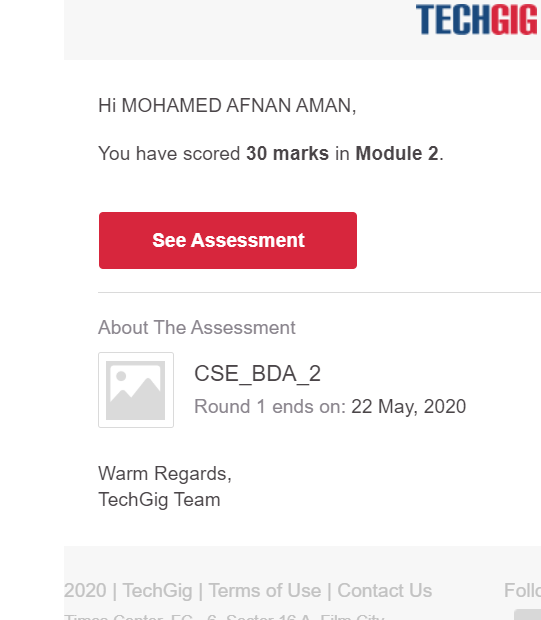 TECHGIG
Hi MOHAMED AFNAN AMAN,
You have scored 30 marks in Module 2.
See Assessment
About The Assessment
CSE_BDA_2
Round 1 ends on: 22 May, 2020
Warm Regards,
TechGig Team
2020 | TechGig | Terms of Use | Contact Us
Follo